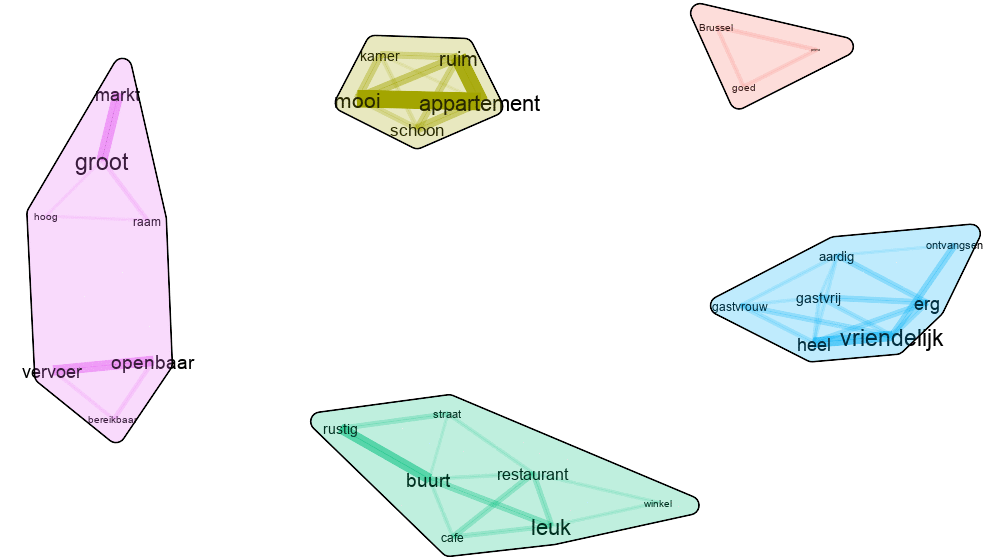 markt
groot
hoog
raam
vervoer
openbaar
bereikbaar
kamer
ruim
mooi
appartement
schoon
Brussel
goed
aardig
ontvangsen
gastvrouw
gastvrij
erg
heel
vriendelijk
straat
rustig
buurt
restaurant
winkel
leuk
cafe